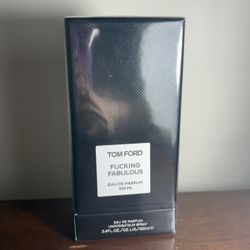 TOM FORD
FUCKING
FABULOUS
EAU DE PARFUM
100 ML
EAU DE PARFUM
VAPORISATEUR SPRAY
3.4FL.OZ./OZ.LIQ./100ml ℮